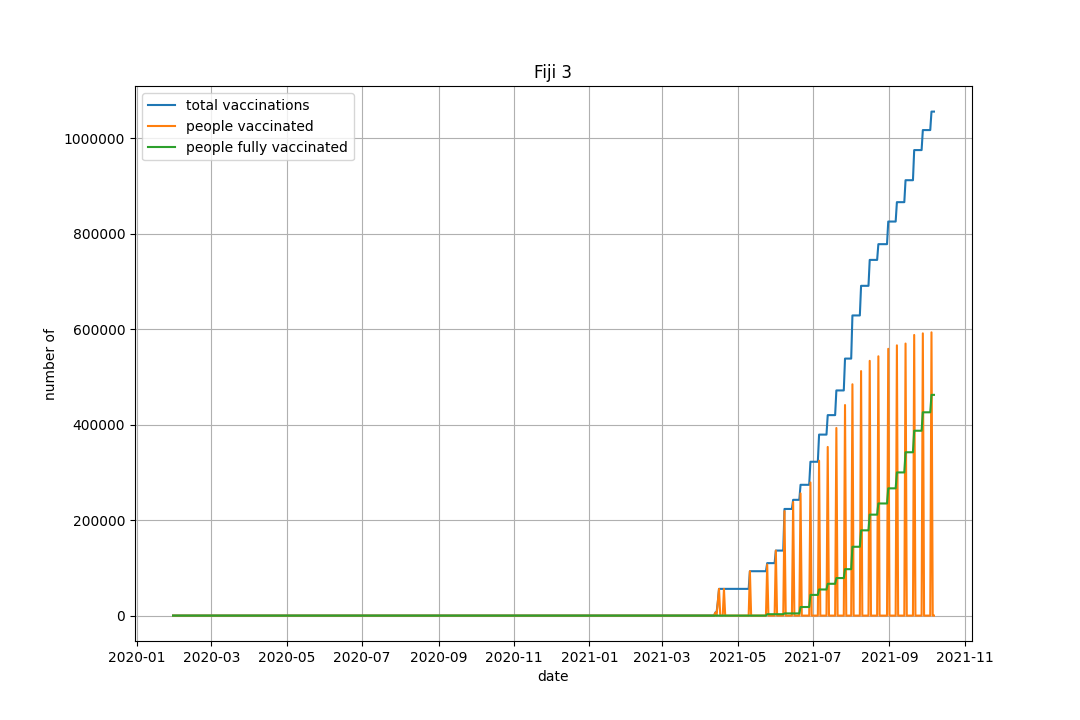 Fiji 3
total vaccinations
people vaccinated
people fully vaccinated
number of
1000000
800000
600000
400000
200000
0
2020-01 2020-03 2020-05 2020-07 2020-09 2020-11 2021-01 2021-03 2021-05 2021-07 2021-09 2021-11
date